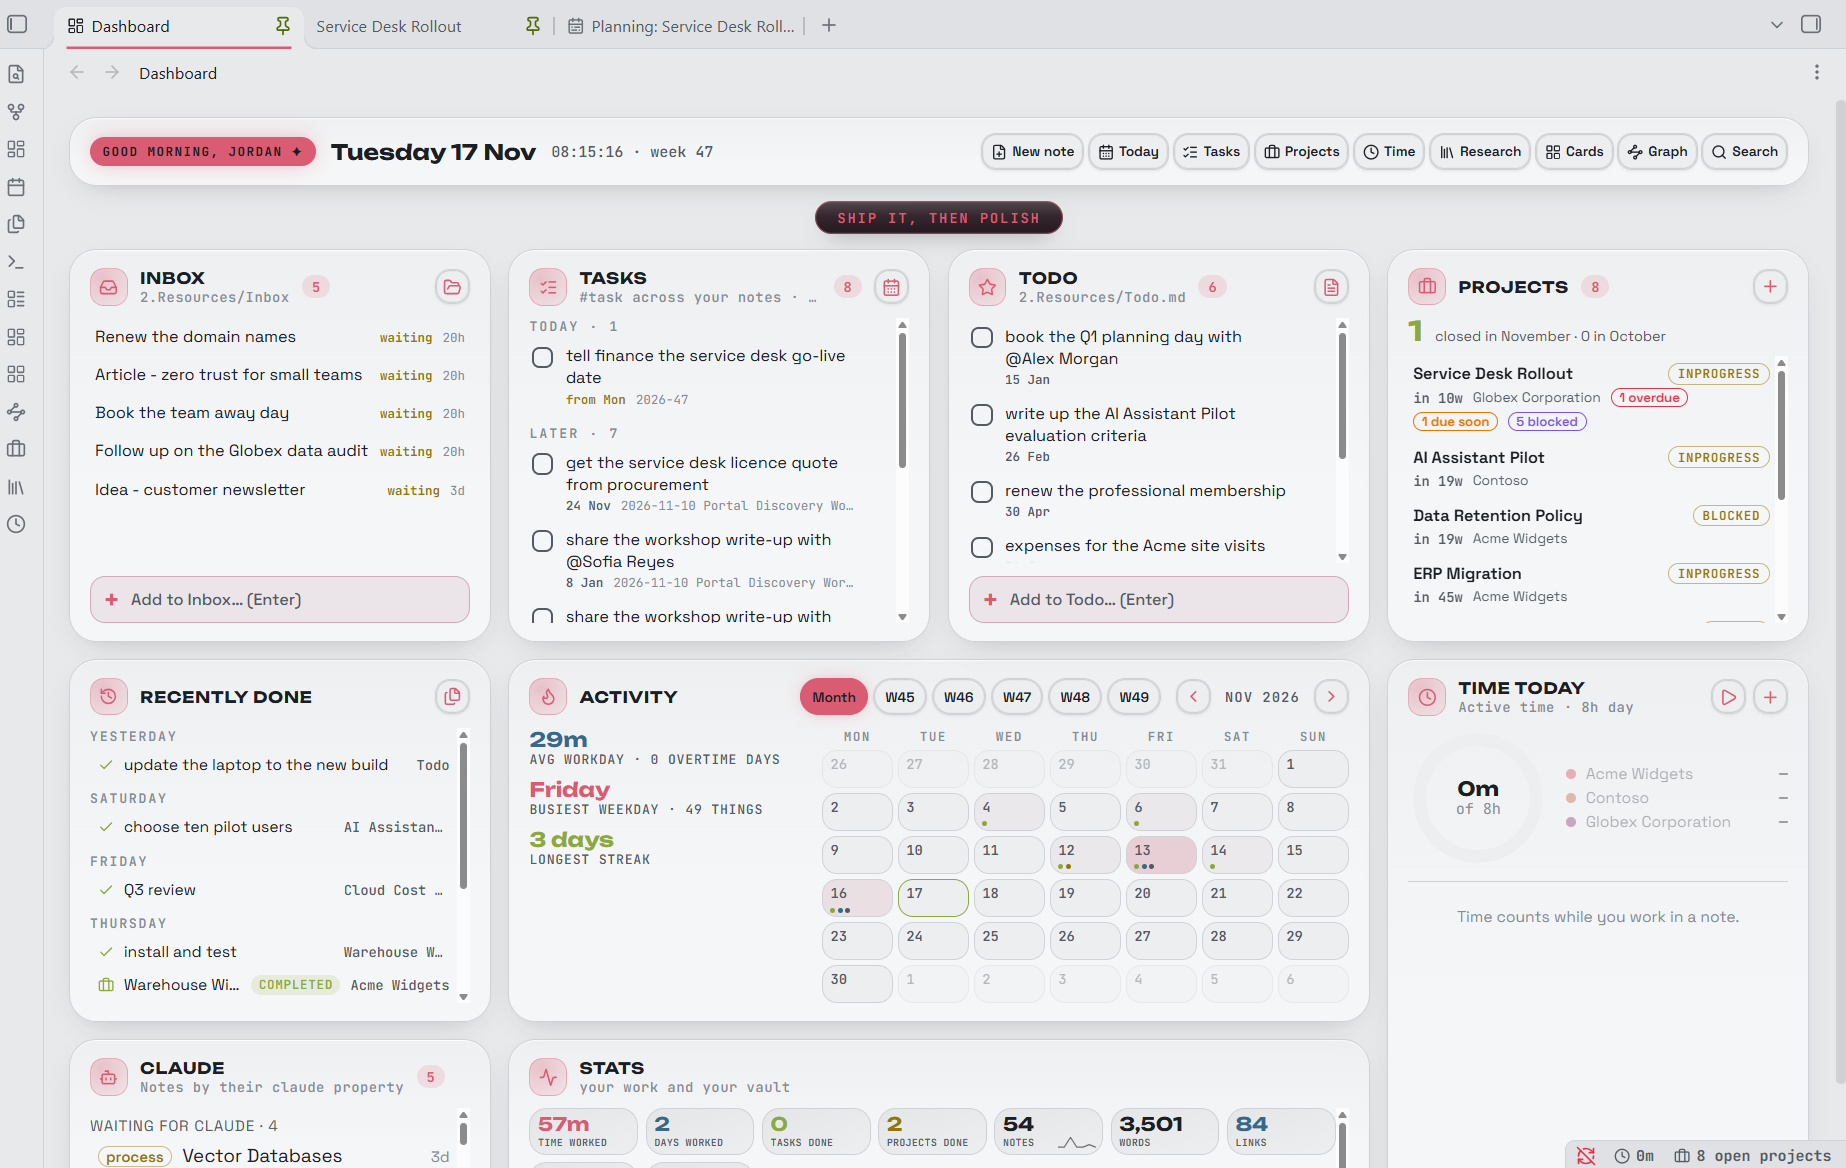 Dashboard
Service Desk Rollout
Planning: Service Desk Roll...
Dashboard
GOOD MORNING, JORDAN ✦
Tuesday 17 Nov
08:15:16 · week 47
New note
Today
Tasks
Projects
Time
Research
Cards
Graph
Search
SHIP IT, THEN POLISH
INBOX
2.Resources/Inbox
5
Renew the domain names waiting 20h
Article - zero trust for small teams waiting 20h
Book the team away day waiting 20h
Follow up on the Globex data audit waiting 20h
Idea - customer newsletter waiting 3d
+ Add to Inbox... (Enter)
TASKS
#task across your notes · …
8
TODAY · 1
tell finance the service desk go-live
date
from Mon 2026-47
LATER · 7
get the service desk licence quote
from procurement
24 Nov 2026-11-10 Portal Discovery Wo…
share the workshop write-up with
@Sofia Reyes
8 Jan 2026-11-10 Portal Discovery Wor…
share the workshop write-up with
TODO
2.Resources/Todo.md
6
book the Q1 planning day with
@Alex Morgan
15 Jan
write up the AI Assistant Pilot
evaluation criteria
26 Feb
renew the professional membership
30 Apr
expenses for the Acme site visits
+ Add to Todo... (Enter)
PROJECTS
8
1 closed in November · 0 in October
Service Desk Rollout INPROGRESS
in 10w Globex Corporation 1 overdue
1 due soon 5 blocked
AI Assistant Pilot INPROGRESS
in 19w Contoso
Data Retention Policy BLOCKED
in 19w Acme Widgets
ERP Migration INPROGRESS
in 45w Acme Widgets
RECENTLY DONE
YESTERDAY
update the laptop to the new build Todo
SATURDAY
choose ten pilot users AI Assistan…
FRIDAY
Q3 review Cloud Cost …
THURSDAY
install and test Warehouse W…
Warehouse Wi... COMPLETED Acme Widgets
ACTIVITY
Month W45 W46 W47 W48 W49
NOV 2026
29m
AVG WORKDAY · 0 OVERTIME DAYS
Friday
BUSIEST WEEKDAY · 49 THINGS
3 days
LONGEST STREAK
MON TUE WED THU FRI SAT SUN
26 27 28 29 30 31 1
2 3 4 5 6 7 8
9 10 11 12 13 14 15
16 17 18 19 20 21 22
23 24 25 26 27 28 29
30 1 2 3 4 5 6
TIME TODAY
Active time · 8h day
0m
of 8h
Acme Widgets –
Contoso –
Globex Corporation –
Time counts while you work in a note.
CLAUDE
Notes by their claude property
5
WAITING FOR CLAUDE · 4
process Vector Databases 3d
STATS
your work and your vault
57m
TIME WORKED
2
DAYS WORKED
0
TASKS DONE
2
PROJECTS DONE
54
NOTES
3,501
WORDS
84
LINKS
0m
8 open projects